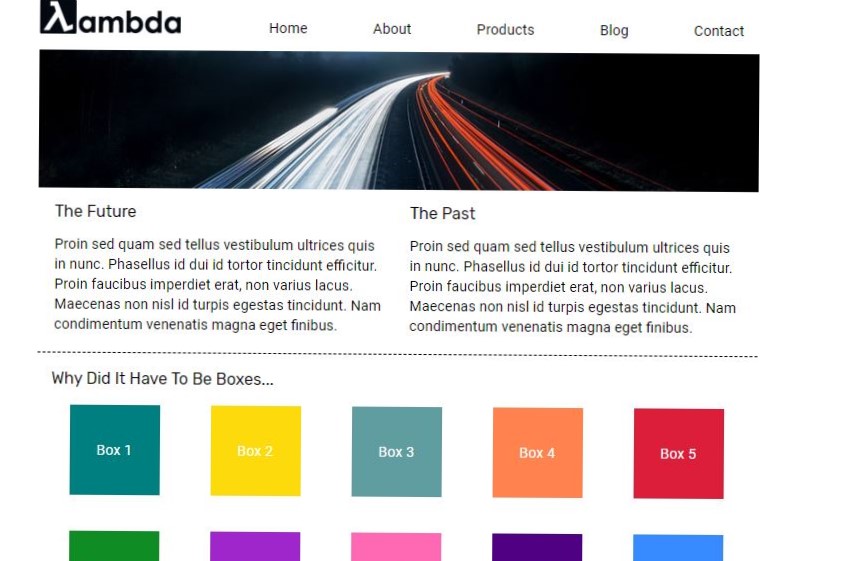 λambda
Home About Products Blog Contact
The Future
Proin sed quam sed tellus vestibulum ultrices quis
in nunc. Phasellus id dui id tortor tincidunt efficitur.
Proin faucibus imperdiet erat, non varius lacus.
Maecenas non nisl id turpis egestas tincidunt. Nam
condimentum venenatis magna eget finibus.
The Past
Proin sed quam sed tellus vestibulum ultrices quis
in nunc. Phasellus id dui id tortor tincidunt efficitur.
Proin faucibus imperdiet erat, non varius lacus.
Maecenas non nisl id turpis egestas tincidunt. Nam
condimentum venenatis magna eget finibus.
Why Did It Have To Be Boxes...
Box 1 Box 2 Box 3 Box 4 Box 5